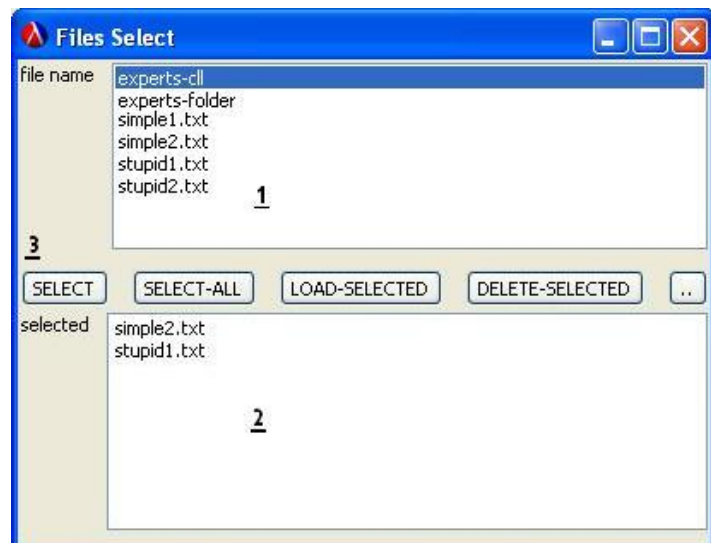 Files Select
file name
experts-cll
experts-folder
simple1.txt
simple2.txt
stupid1.txt
stupid2.txt
1
3
SELECT SELECT-ALL LOAD-SELECTED DELETE-SELECTED ..
selected
simple2.txt
stupid1.txt
2